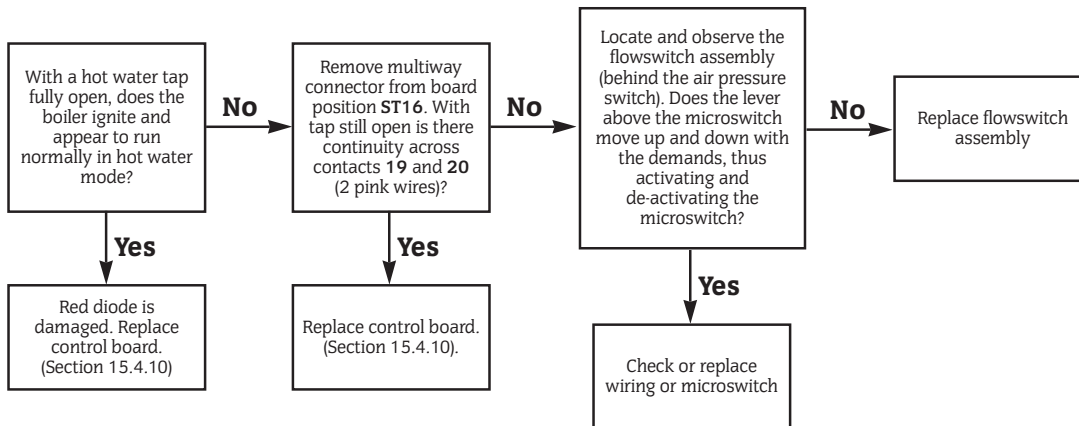 With a hot water tap
fully open, does the
boiler ignite and
appear to run
normally in hot water
mode?
No
Remove multiway
connector from board
position ST16. With
tap still open is there
continuity across
contacts 19 and 20
(2 pink wires)?
No
Locate and observe the
flowswitch assembly
(behind the air pressure
switch). Does the lever
above the microswitch
move up and down with
the demands, thus
activating and
de-activating the
microswitch?
No
Replace flowswitch
assembly
Yes
Red diode is
damaged. Replace
control board.
(Section 15.4.10)
Yes
Replace control board.
(Section 15.4.10).
Yes
Check or replace
wiring or microswitch